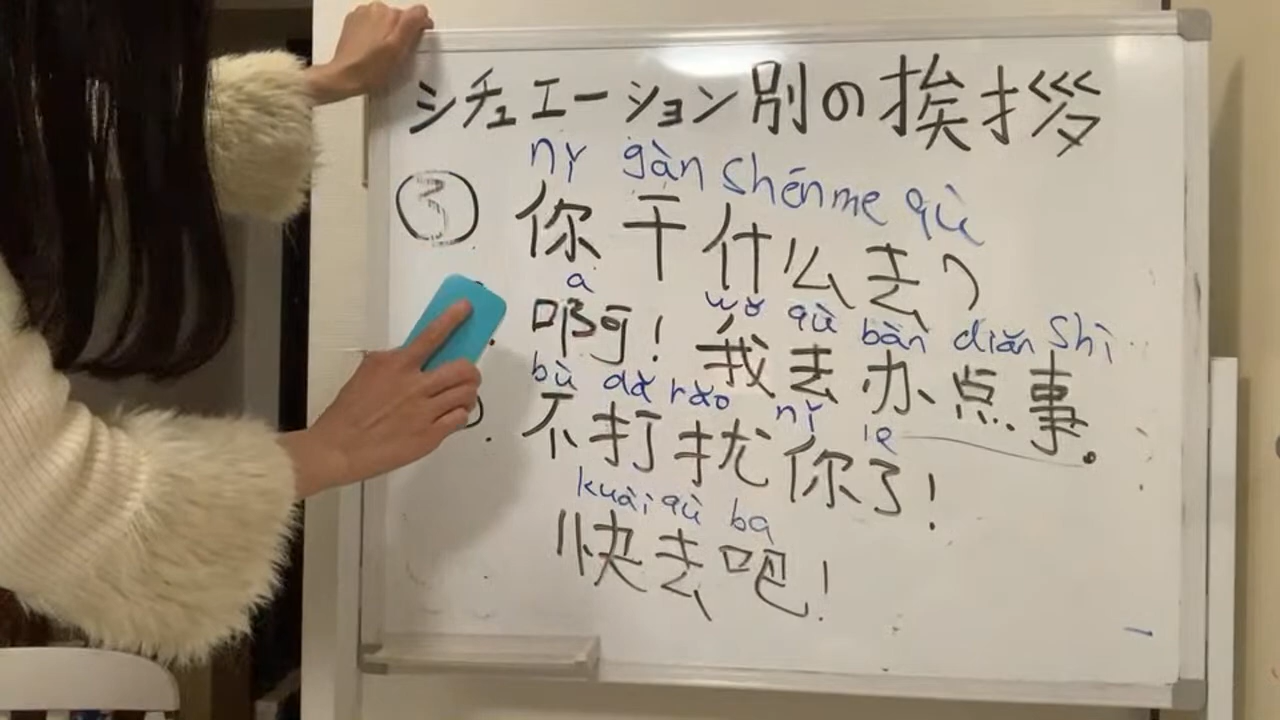 シチュエーション別の挨拶
nǐ gàn shénme qù
③ 你干什么去?
a wǒ qù bàn diǎn shì
啊! 我去办点事。
bù dǎ rǎo nǐ le
不打扰你了!
kuài qù ba
快去吧!